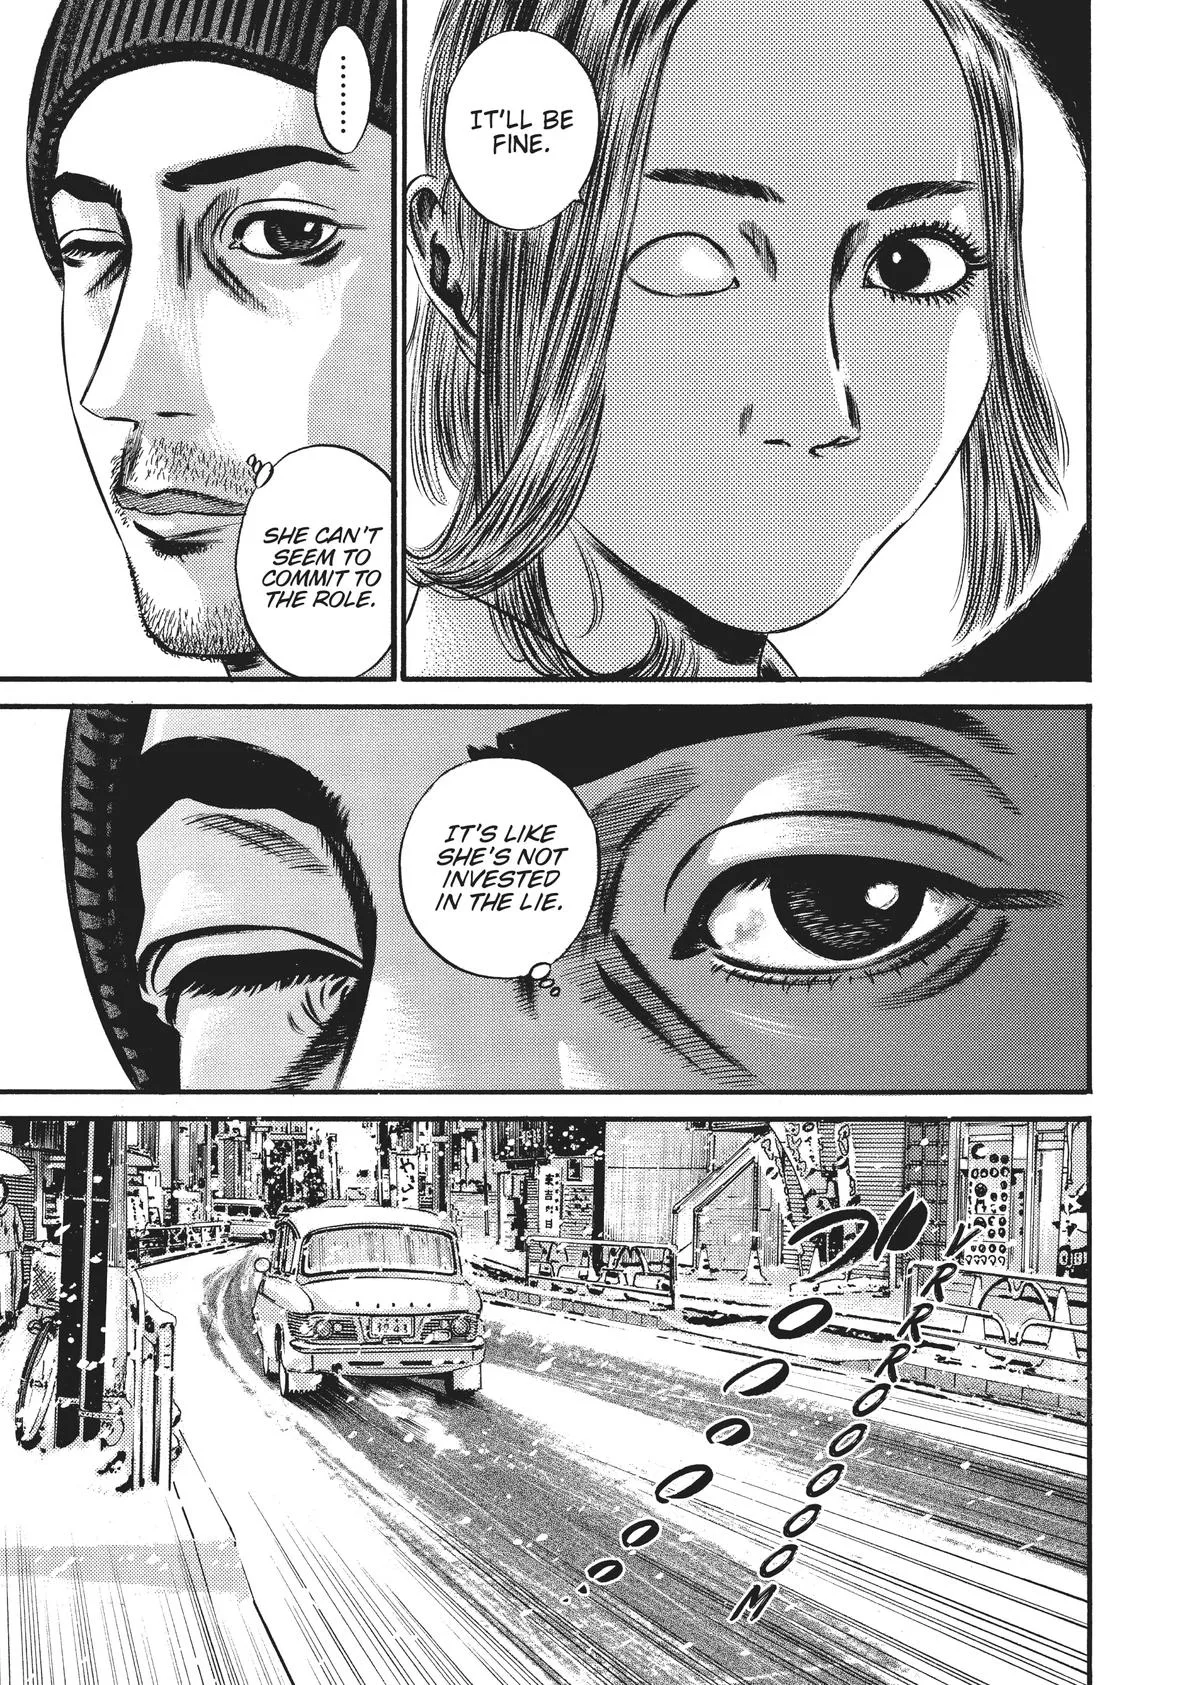 IT'LL BE
FINE.
………
SHE CAN'T
SEEM TO
COMMIT TO
THE ROLE.
IT'S LIKE
SHE'S NOT
INVESTED
IN THE LIE.
VRRRROOOOOM